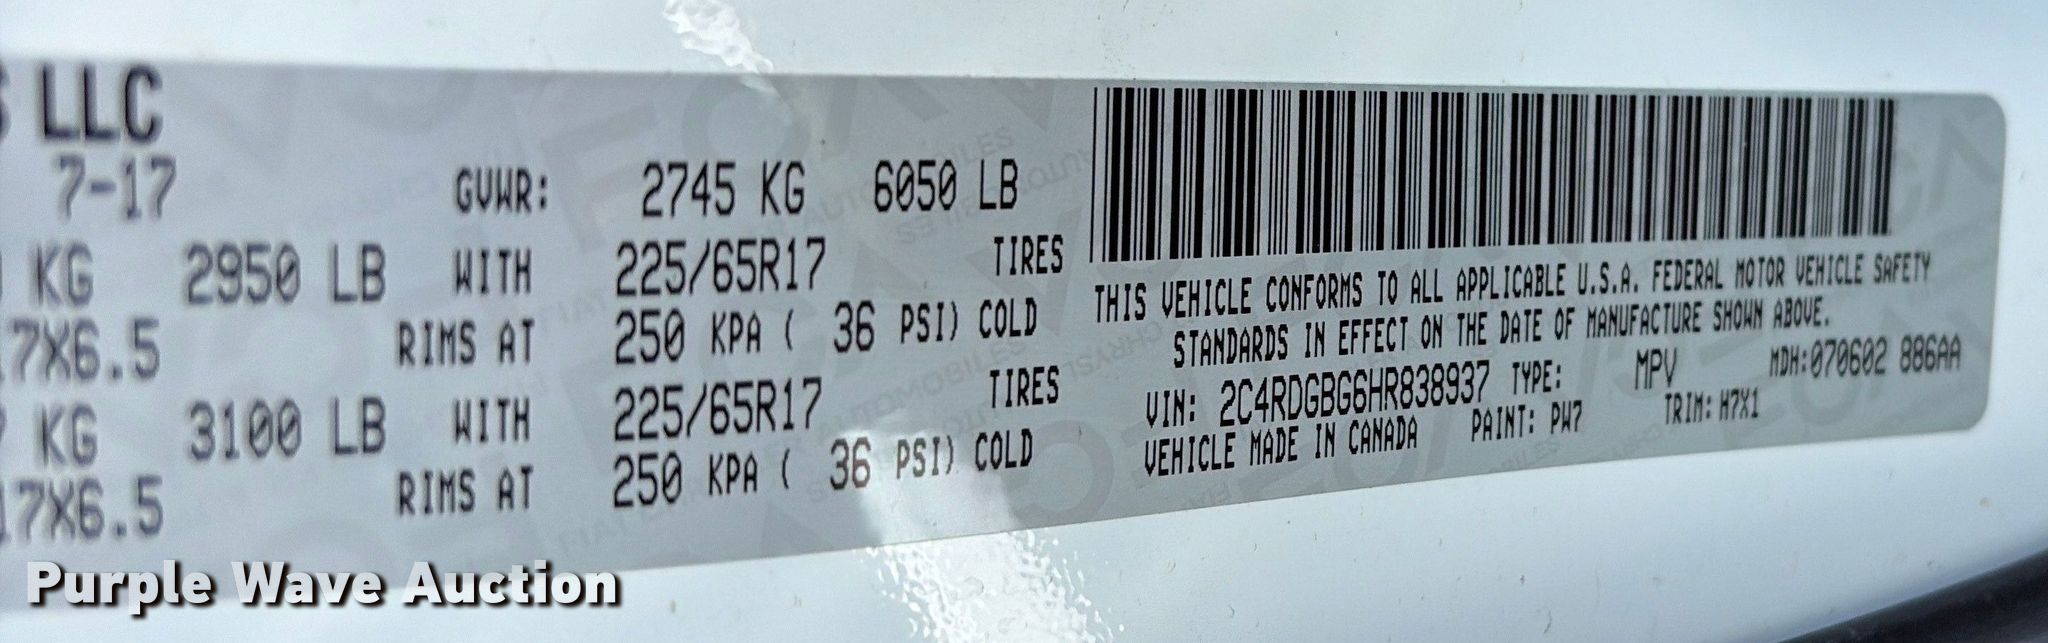 S LLC
7-17 GVWR: 2745 KG 6050 LB
KG 2950 LB WITH 225/65R17 TIRES
17X6.5 RIMS AT 250 KPA ( 36 PSI) COLD
KG 3100 LB WITH 225/65R17 TIRES
17X6.5 RIMS AT 250 KPA ( 36 PSI) COLD
THIS VEHICLE CONFORMS TO ALL APPLICABLE U.S.A. FEDERAL MOTOR VEHICLE SAFETY
STANDARDS IN EFFECT ON THE DATE OF MANUFACTURE SHOWN ABOVE.
VIN: 2C4RDGBG6HR838937 TYPE: MPV MDH:070602 886AA
VEHICLE MADE IN CANADA PAINT: PW7 TRIM: H7X1
Purple Wave Auction